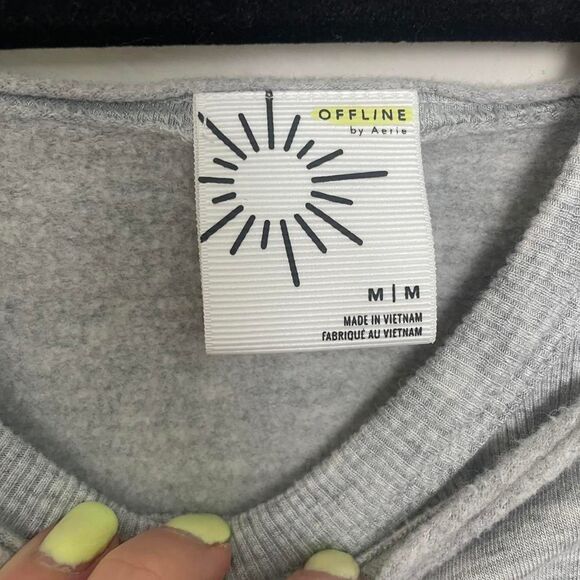 OFFLINE
by Aerie
M|M
MADE IN VIETNAM
FABRIQUÉ AU VIETNAM